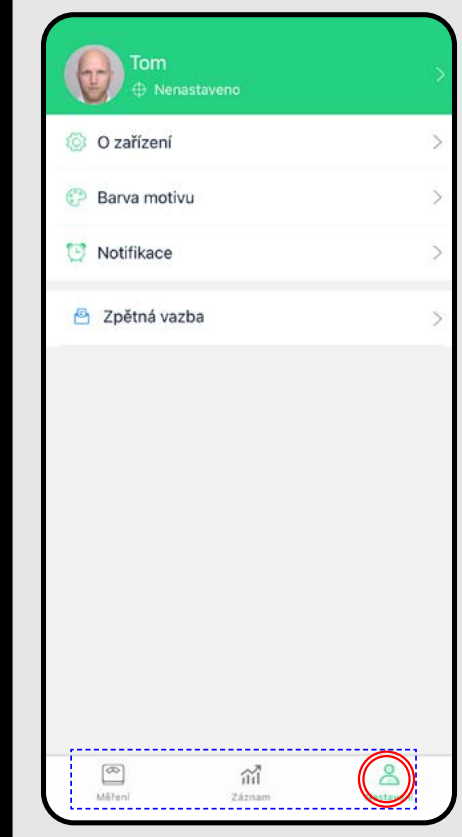 Tom
Nenastaveno
O zařízení
Barva motivu
Notifikace
Zpětná vazba
Měření
Záznam